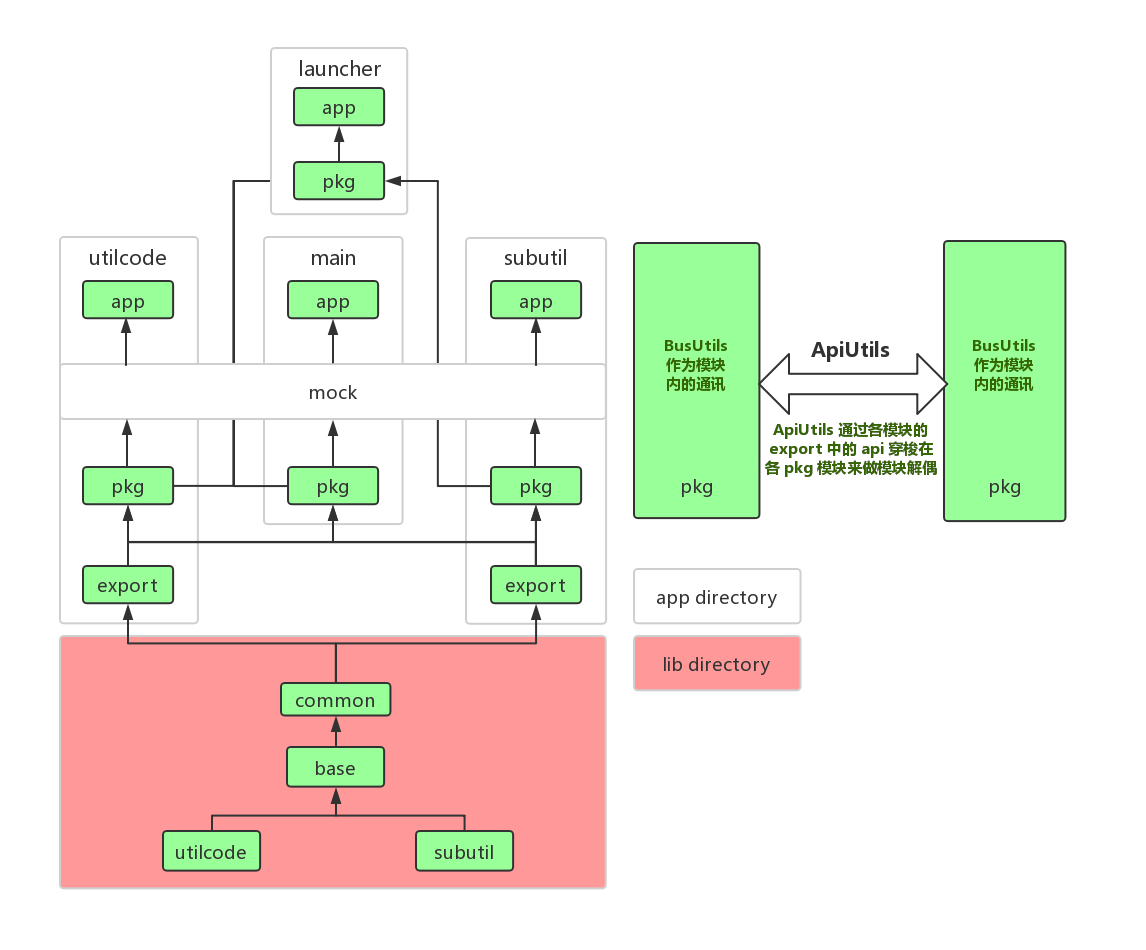 launcher
app
pkg
utilcode
main
subutil
app
app
app
mock
pkg
pkg
pkg
export
export
common
base
utilcode
subutil
BusUtils
作为模块
内的通讯
pkg
ApiUtils
ApiUtils 通过各模块的
export 中的 api 穿梭在
各 pkg 模块来做模块解偶
BusUtils
作为模块
内的通讯
pkg
app directory
lib directory